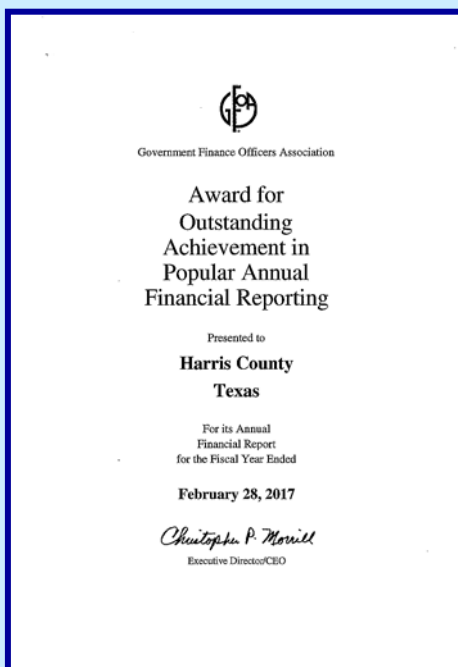 GFOA
Government Finance Officers Association
Award for
Outstanding
Achievement in
Popular Annual
Financial Reporting
Presented to
Harris County
Texas
For its Annual
Financial Report
for the Fiscal Year Ended
February 28, 2017
Christopher P. Morrill
Executive Director/CEO